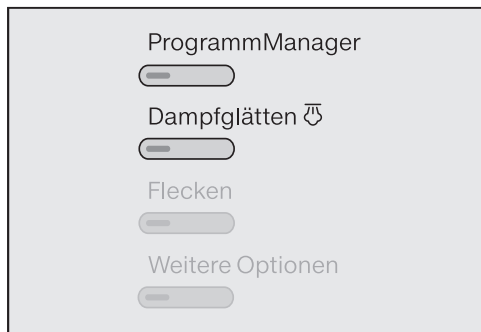 ProgrammManager
Dampfglätten
Flecken
Weitere Optionen